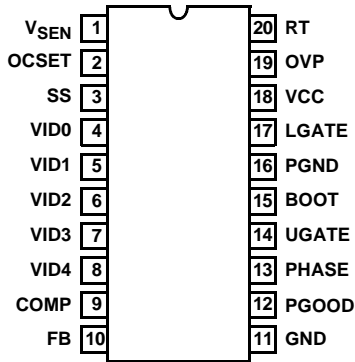 VSEN 1 20 RT
OCSET 2 19 OVP
SS 3 18 VCC
VID0 4 17 LGATE
VID1 5 16 PGND
VID2 6 15 BOOT
VID3 7 14 UGATE
VID4 8 13 PHASE
COMP 9 12 PGOOD
FB 10 11 GND